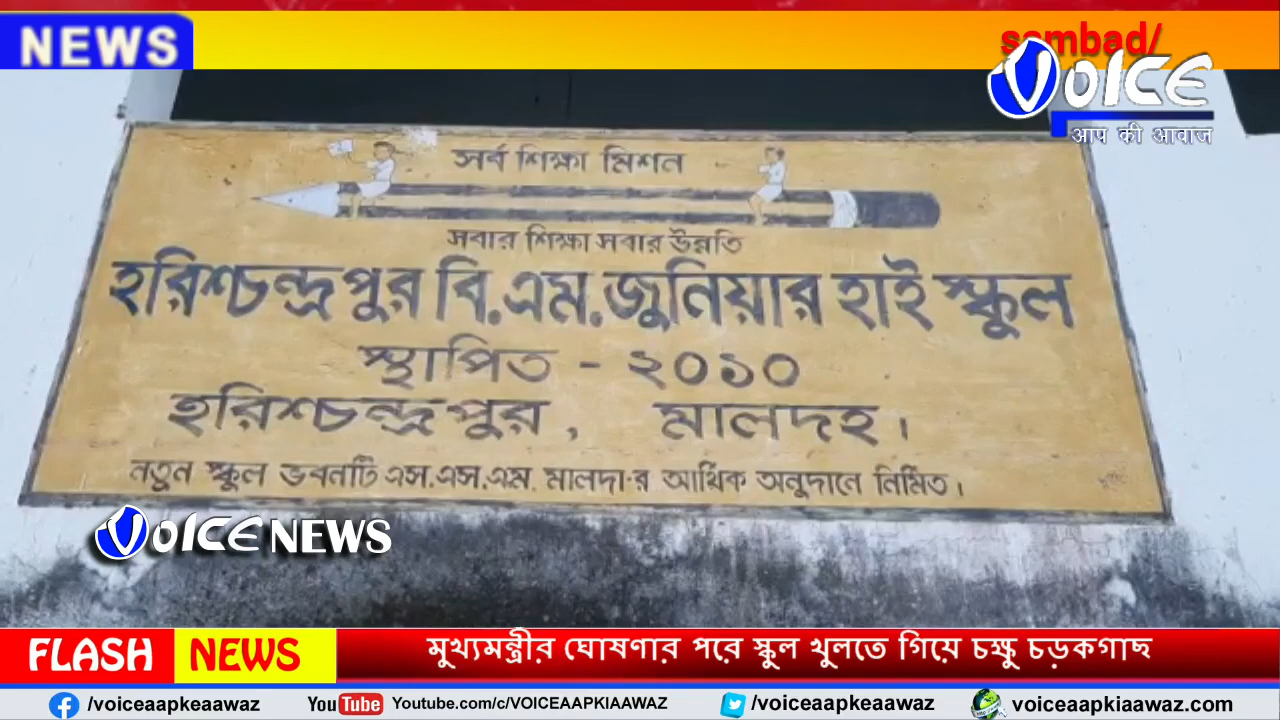 NEWS
sambad/
VOICE
आप की आवाज
সর্ব শিক্ষা মিশন
সবার শিক্ষা সবার উন্নতি
হরিশ্চন্দ্রপুর বি.এম.জুনিয়ার হাই স্কুল
স্থাপিত - ২০১০
হরিশ্চন্দ্রপুর, মালদহ।
নতুন স্কুল ভবনটি এস.এস.এম. মালদা-র আর্থিক অনুদানে নির্মিত।
VOICE NEWS
FLASH NEWS মুখ্যমন্ত্রীর ঘোষণার পরে স্কুল খুলতে গিয়ে চক্ষু চড়কগাছ
/voiceaapkeaawaz YouTube Youtube.com/c/VOICEAAPKIAAWAZ /voiceaapkeaawaz voiceaapkiaawaz.com